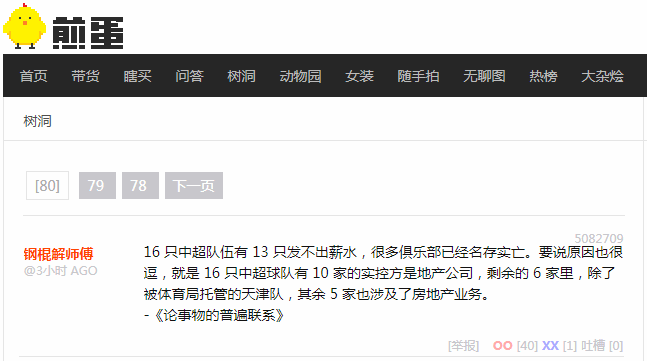 煎蛋
首页 带货 瞎买 问答 树洞 动物园 女装 随手拍 无聊图 热榜 大杂烩
树洞
[80] 79 78 下一页
5082709
钢棍解师傅
@3小时 AGO
16 只中超队伍有 13 只发不出薪水，很多俱乐部已经名存实亡。要说原因也很
逗，就是 16 只中超球队有 10 家的实控方是地产公司，剩余的 6 家里，除了
被体育局托管的天津队，其余 5 家也涉及了房地产业务。
-《论事物的普遍联系》
[举报] OO [40] XX [1] 吐槽 [0]